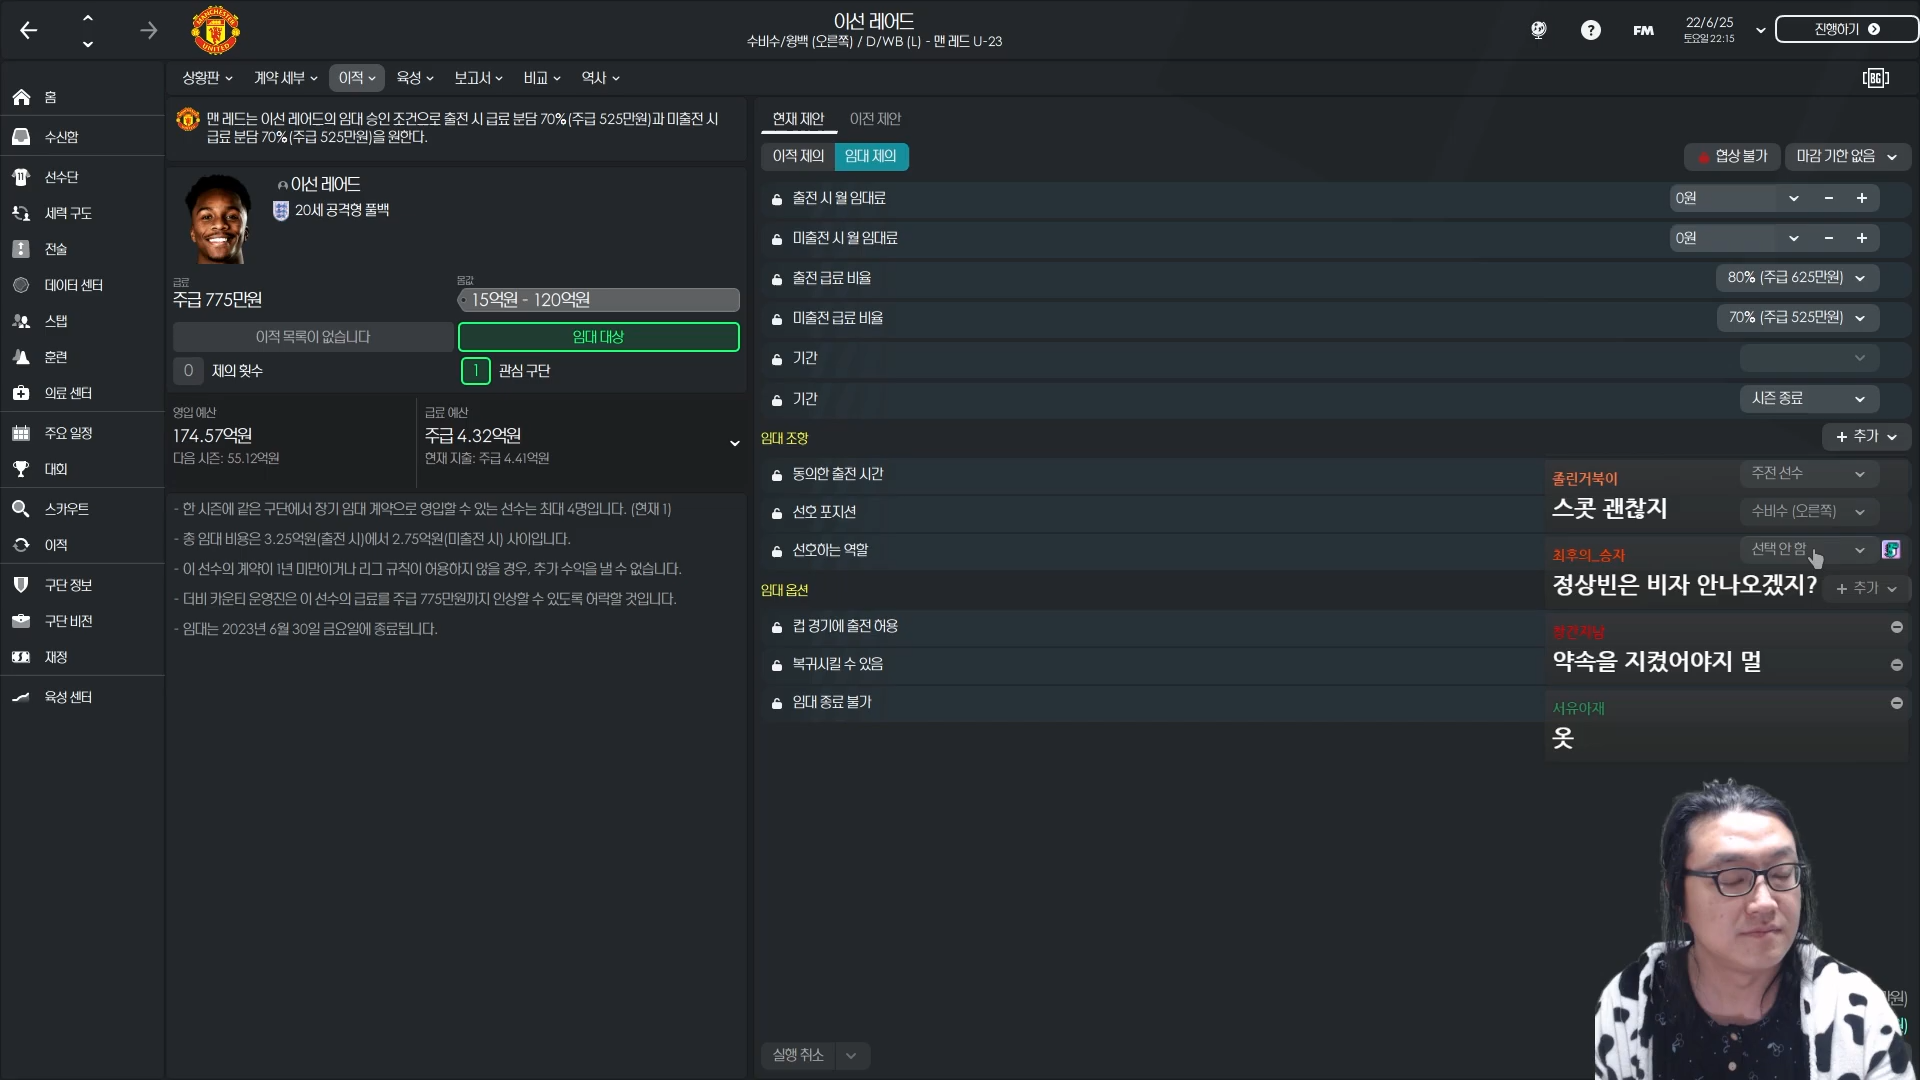 이선 레어드
수비수/윙백 (오른쪽) / D/WB (L) - 맨 레드 U-23
FM
22/6/25
토요일 22:15
진행하기
홈
수신함
선수단
세력 구도
전술
데이터 센터
스탭
훈련
의료 센터
주요 일정
대회
스카우트
이적
구단 정보
구단 비전
재정
육성 센터
상황판
계약 세부
이적
육성
보고서
비교
역사
맨 레드는 이선 레어드의 임대 승인 조건으로 출전 시 급료 분담 70%(주급 525만원)과 미출전 시
급료 분담 70%(주급 525만원)을 원한다.
이선 레어드
20세 공격형 풀백
급료
주급 775만원
몸값
15억원 - 120억원
이적 목록이 없습니다
임대 대상
0 제의 횟수
1 관심 구단
영입 예산
174.57억원
다음 시즌: 55.12억원
급료 예산
주급 4.32억원
현재 지출: 주급 4.41억원
- 한 시즌에 같은 구단에서 장기 임대 계약으로 영입할 수 있는 선수는 최대 4명입니다. (현재 1)
- 총 임대 비용은 3.25억원(출전 시)에서 2.75억원(미출전 시) 사이입니다.
- 이 선수의 계약이 1년 미만이거나 리그 규칙이 허용하지 않을 경우, 추가 수익을 낼 수 없습니다.
- 더비 카운티 운영진은 이 선수의 급료를 주급 775만원까지 인상할 수 있도록 허락할 것입니다.
- 임대는 2023년 6월 30일 금요일에 종료됩니다.
현재 제안 이전 제안
이적 제의 임대 제의
협상 불가
마감 기한 없음
출전 시 월 임대료 0원
미출전 시 월 임대료 0원
출전 급료 비율 80% (주급 625만원)
미출전 급료 비율 70% (주급 525만원)
기간
기간 시즌 종료
임대 조항 + 추가
동의한 출전 시간 주전 선수
선호 포지션 수비수 (오른쪽)
선호하는 역할 선택 안 함
임대 옵션 + 추가
컵 경기에 출전 허용
복귀시킬 수 있음
임대 종료 불가
졸린거북이
스콧 괜찮지
최후의_승자
정상빈은 비자 안나오겠지?
약속을 지켰어야지 멀
서유아재
옷
실행 취소